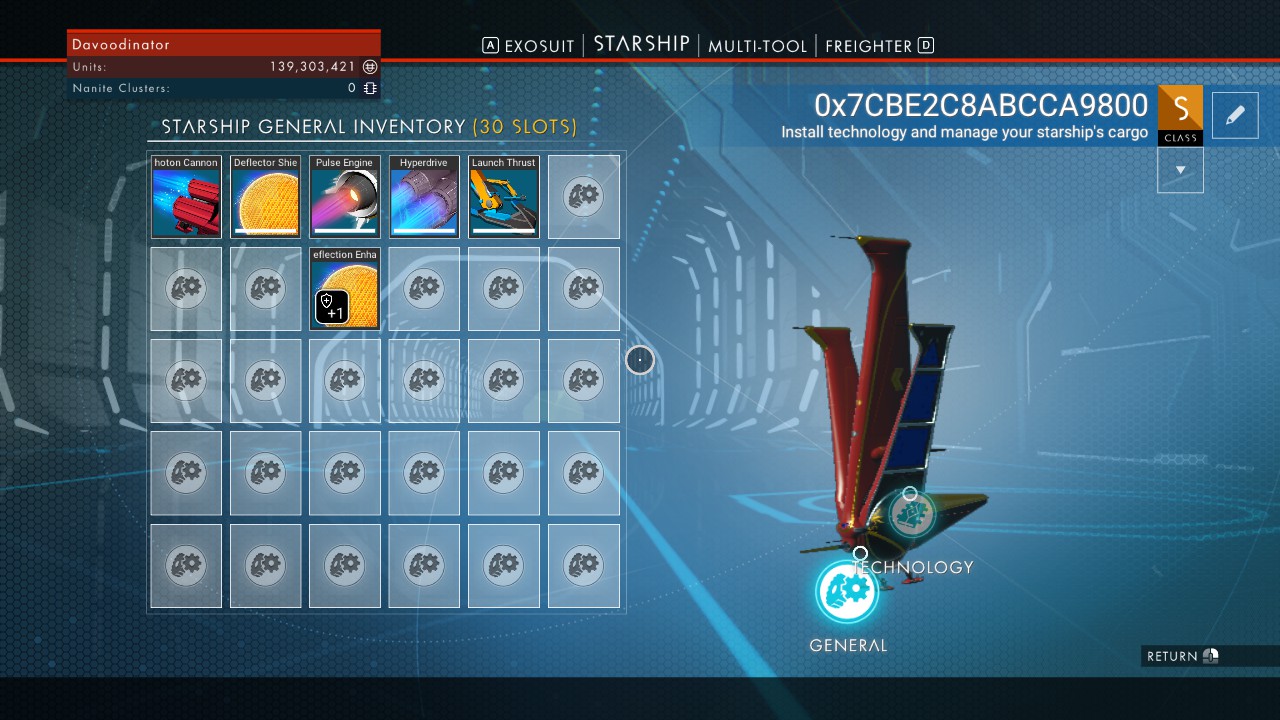 Davoodinator
Units: 139,303,421
Nanite Clusters: 0
A EXOSUIT STARSHIP MULTI-TOOL FREIGHTER D
0x7CBE2C8ABCCA9800
Install technology and manage your starship's cargo
S
CLASS
STARSHIP GENERAL INVENTORY (30 SLOTS)
hoton Cannon Deflector Shie Pulse Engine Hyperdrive Launch Thrust
eflection Enha
+1
TECHNOLOGY
GENERAL
RETURN